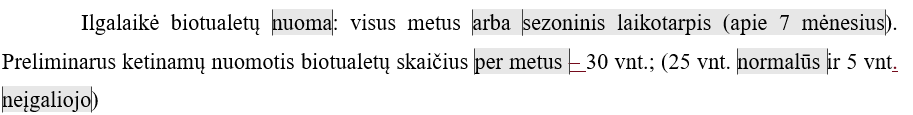 Ilgalaikė biotualetų nuoma: visus metus arba sezoninis laikotarpis (apie 7 mėnesius).
Preliminarus ketinamų nuomotis biotualetų skaičius per metus – 30 vnt.; (25 vnt. normalūs ir 5 vnt.
neįgaliojo)